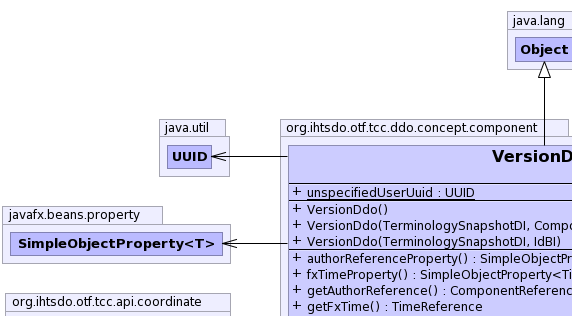 java.lang
Object
java.util
UUID
org.ihtsdo.otf.tcc.ddo.concept.component
VersionD
+ unspecifiedUserUuid : UUID
+ VersionDdo()
+ VersionDdo(TerminologySnapshotDI, Compo
+ VersionDdo(TerminologySnapshotDI, IdBI)
+ authorReferenceProperty() : SimpleObjectPr
+ fxTimeProperty() : SimpleObjectProperty<Ti
+ getAuthorReference() : ComponentReferenc
+ getFxTime() : TimeReference
javafx.beans.property
SimpleObjectProperty<T>
org.ihtsdo.otf.tcc.api.coordinate